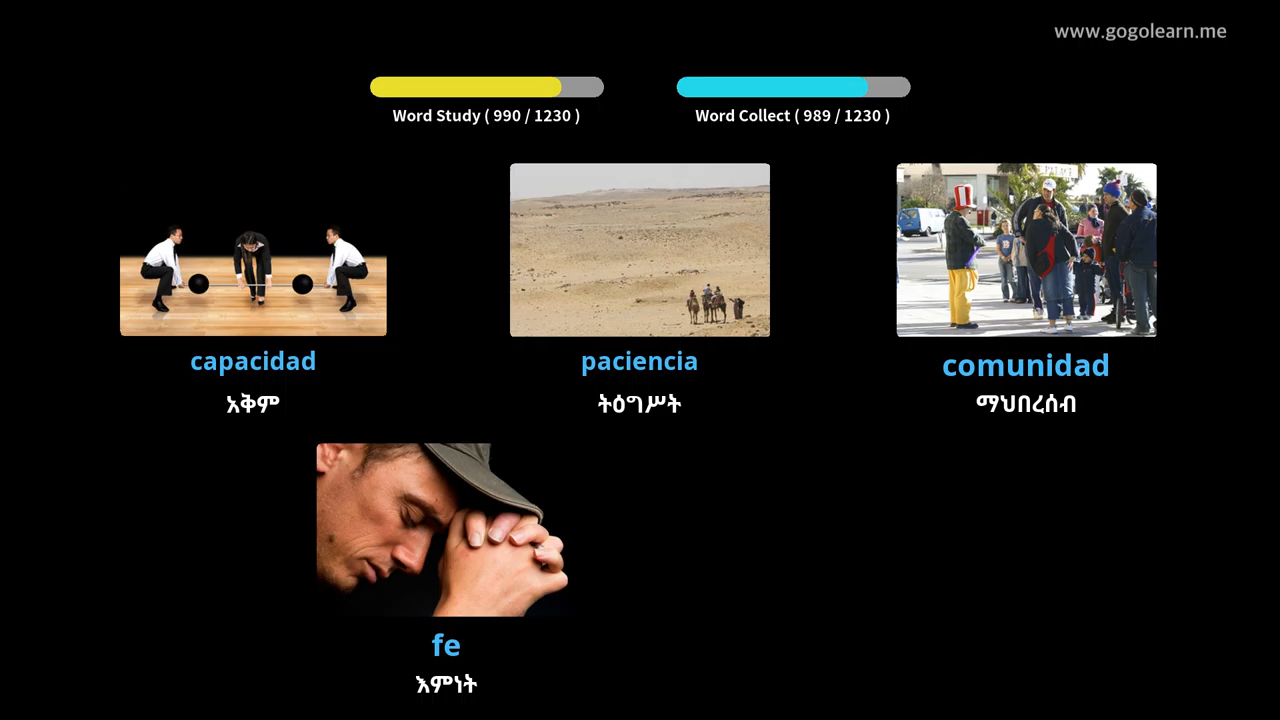 www.gogolearn.me
Word Study ( 990 / 1230 )
Word Collect ( 989 / 1230 )
capacidad
አቅም
paciencia
ትዕግሥት
comunidad
ማህበረሰብ
fe
እምነት